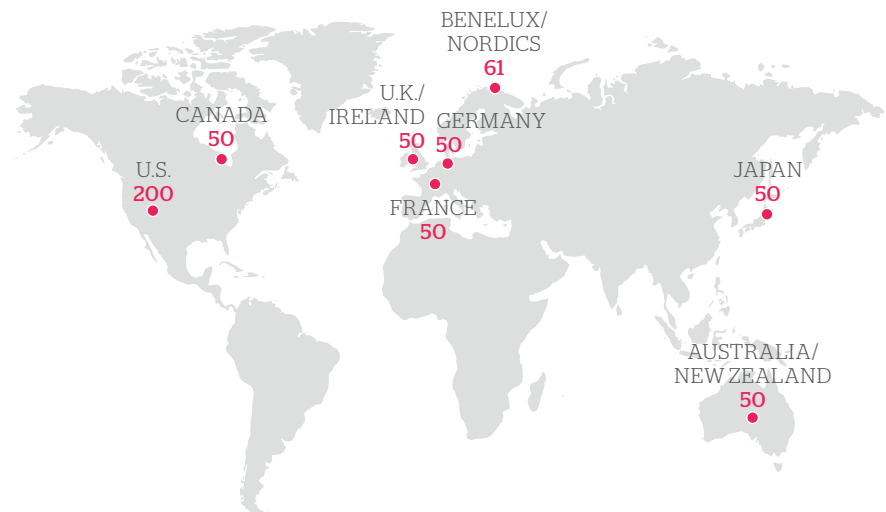 BENELUX/
NORDICS
61
U.K./
IRELAND
50
GERMANY
50
CANADA
50
U.S.
200
FRANCE
50
JAPAN
50
AUSTRALIA/
NEW ZEALAND
50